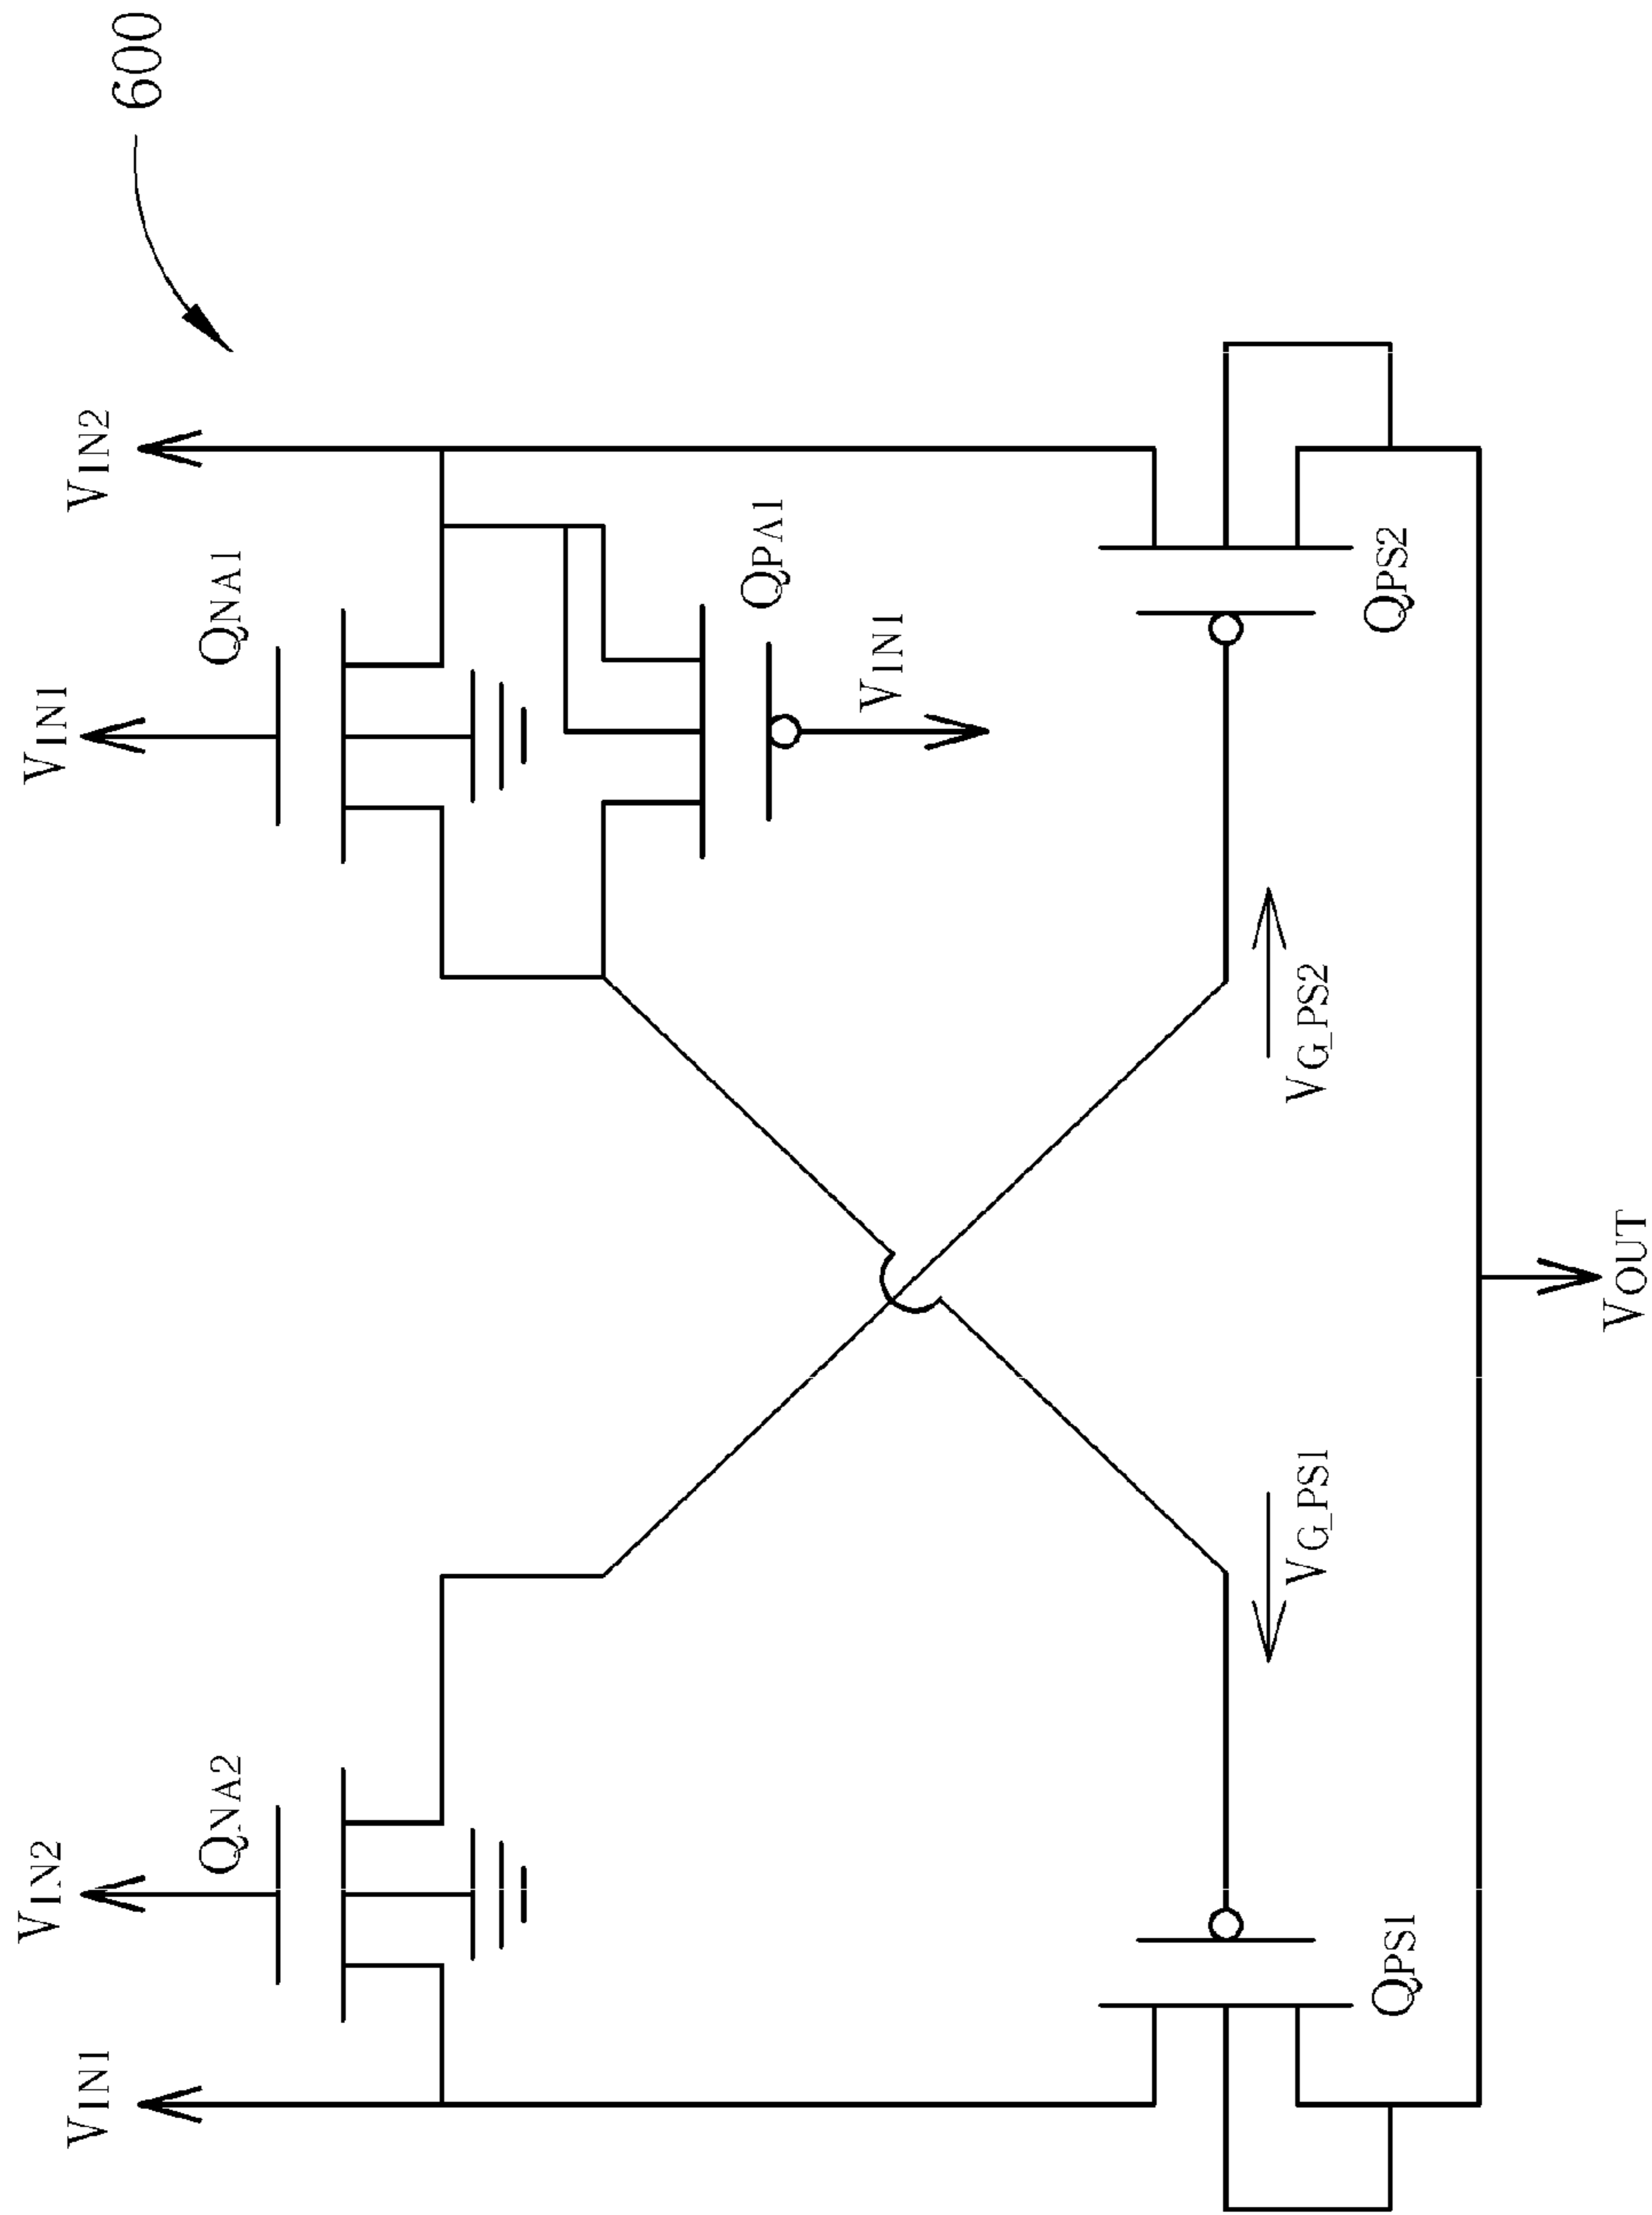 600
VIN1
VIN2
VIN2
VIN1
QNA2
QNA1
QPA1
VIN1
VG_PS1
VG_PS2
QPS1
QPS2
VOUT